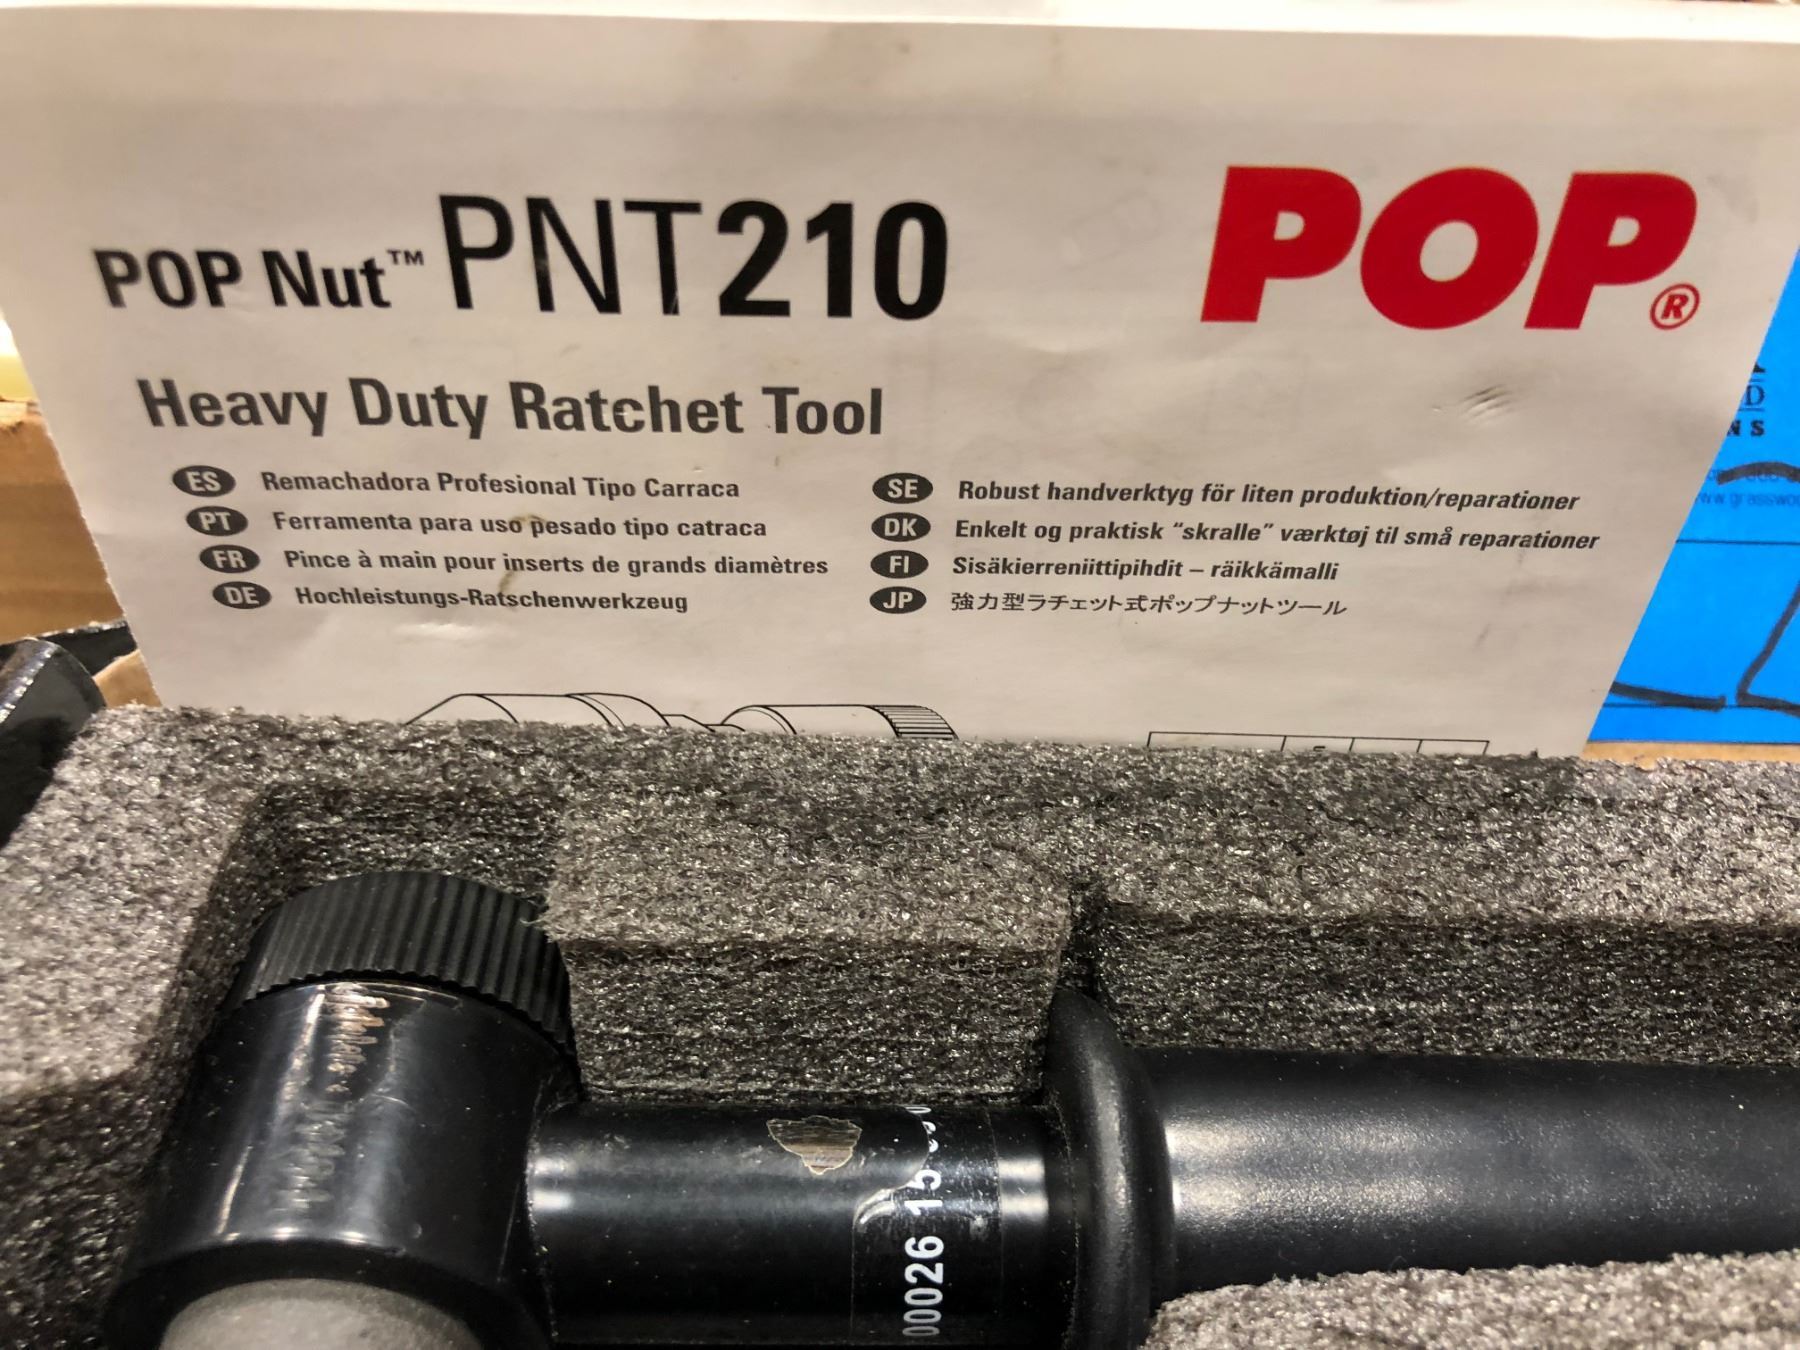 POP Nut™ PNT210
POP®
Heavy Duty Ratchet Tool
ES Remachadora Profesional Tipo Carraca
PT Ferramenta para uso pesado tipo catraca
FR Pince à main pour inserts de grands diamètres
DE Hochleistungs-Ratschenwerkzeug
SE Robust handverktyg för liten produktion/reparationer
DK Enkelt og praktisk “skralle” værktøj til små reparationer
FI Sisäkierreniittipihdit – räikkämalli
JP 強力型ラチェット式ポップナットツール
D
NS
00026 15